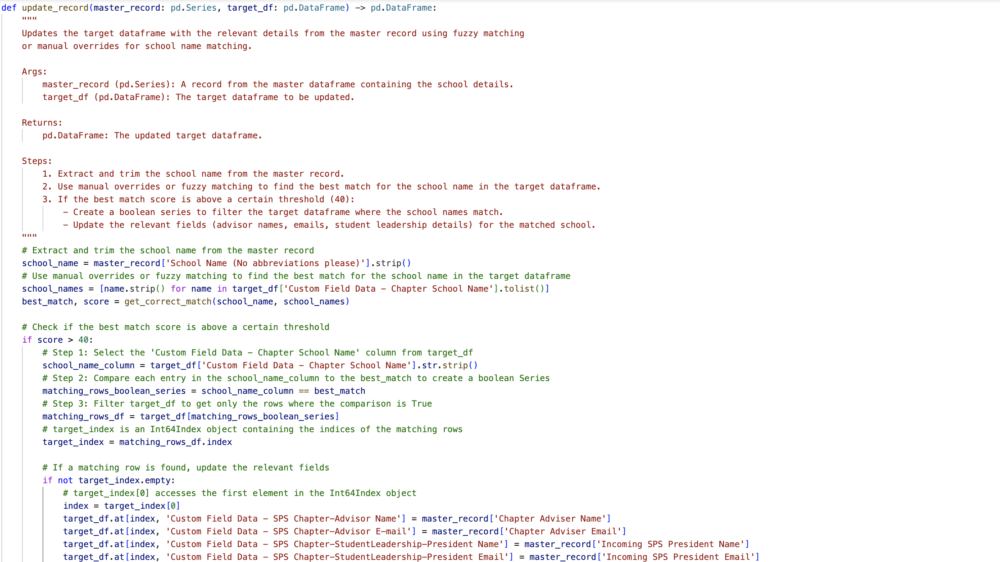 def update_record(master_record: pd.Series, target_df: pd.DataFrame) -> pd.DataFrame:
"""
Updates the target dataframe with the relevant details from the master record using fuzzy matching
or manual overrides for school name matching.
Args:
master_record (pd.Series): A record from the master dataframe containing the school details.
target_df (pd.DataFrame): The target dataframe to be updated.
Returns:
pd.DataFrame: The updated target dataframe.
Steps:
1. Extract and trim the school name from the master record.
2. Use manual overrides or fuzzy matching to find the best match for the school name in the target dataframe.
3. If the best match score is above a certain threshold (40):
- Create a boolean series to filter the target dataframe where the school names match.
- Update the relevant fields (advisor names, emails, student leadership details) for the matched school.
"""
# Extract and trim the school name from the master record
school_name = master_record['School Name (No abbreviations please)'].strip()
# Use manual overrides or fuzzy matching to find the best match for the school name in the target dataframe
school_names = [name.strip() for name in target_df['Custom Field Data - Chapter School Name'].tolist()]
best_match, score = get_correct_match(school_name, school_names)
# Check if the best match score is above a certain threshold
if score > 40:
# Step 1: Select the 'Custom Field Data - Chapter School Name' column from target_df
school_name_column = target_df['Custom Field Data - Chapter School Name'].str.strip()
# Step 2: Compare each entry in the school_name_column to the best_match to create a boolean Series
matching_rows_boolean_series = school_name_column == best_match
# Step 3: Filter target_df to get only the rows where the comparison is True
matching_rows_df = target_df[matching_rows_boolean_series]
# target_index is an Int64Index object containing the indices of the matching rows
target_index = matching_rows_df.index
# If a matching row is found, update the relevant fields
if not target_index.empty:
# target_index[0] accesses the first element in the Int64Index object
index = target_index[0]
target_df.at[index, 'Custom Field Data - SPS Chapter-Advisor Name'] = master_record['Chapter Adviser Name']
target_df.at[index, 'Custom Field Data - SPS Chapter-Advisor E-mail'] = master_record['Chapter Adviser Email']
target_df.at[index, 'Custom Field Data - SPS Chapter-StudentLeadership-President Name'] = master_record['Incoming SPS President Name']
target_df.at[index, 'Custom Field Data - SPS Chapter-StudentLeadership-President Email'] = master_record['Incoming SPS President Email']